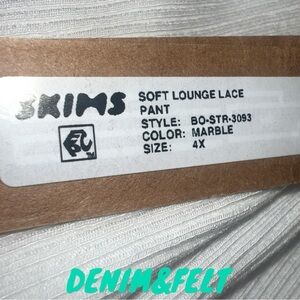 SKIMS
SOFT LOUNGE LACE
PANT
STYLE: BO-STR-3093
COLOR: MARBLE
SIZE: 4X
DENIM&FELT